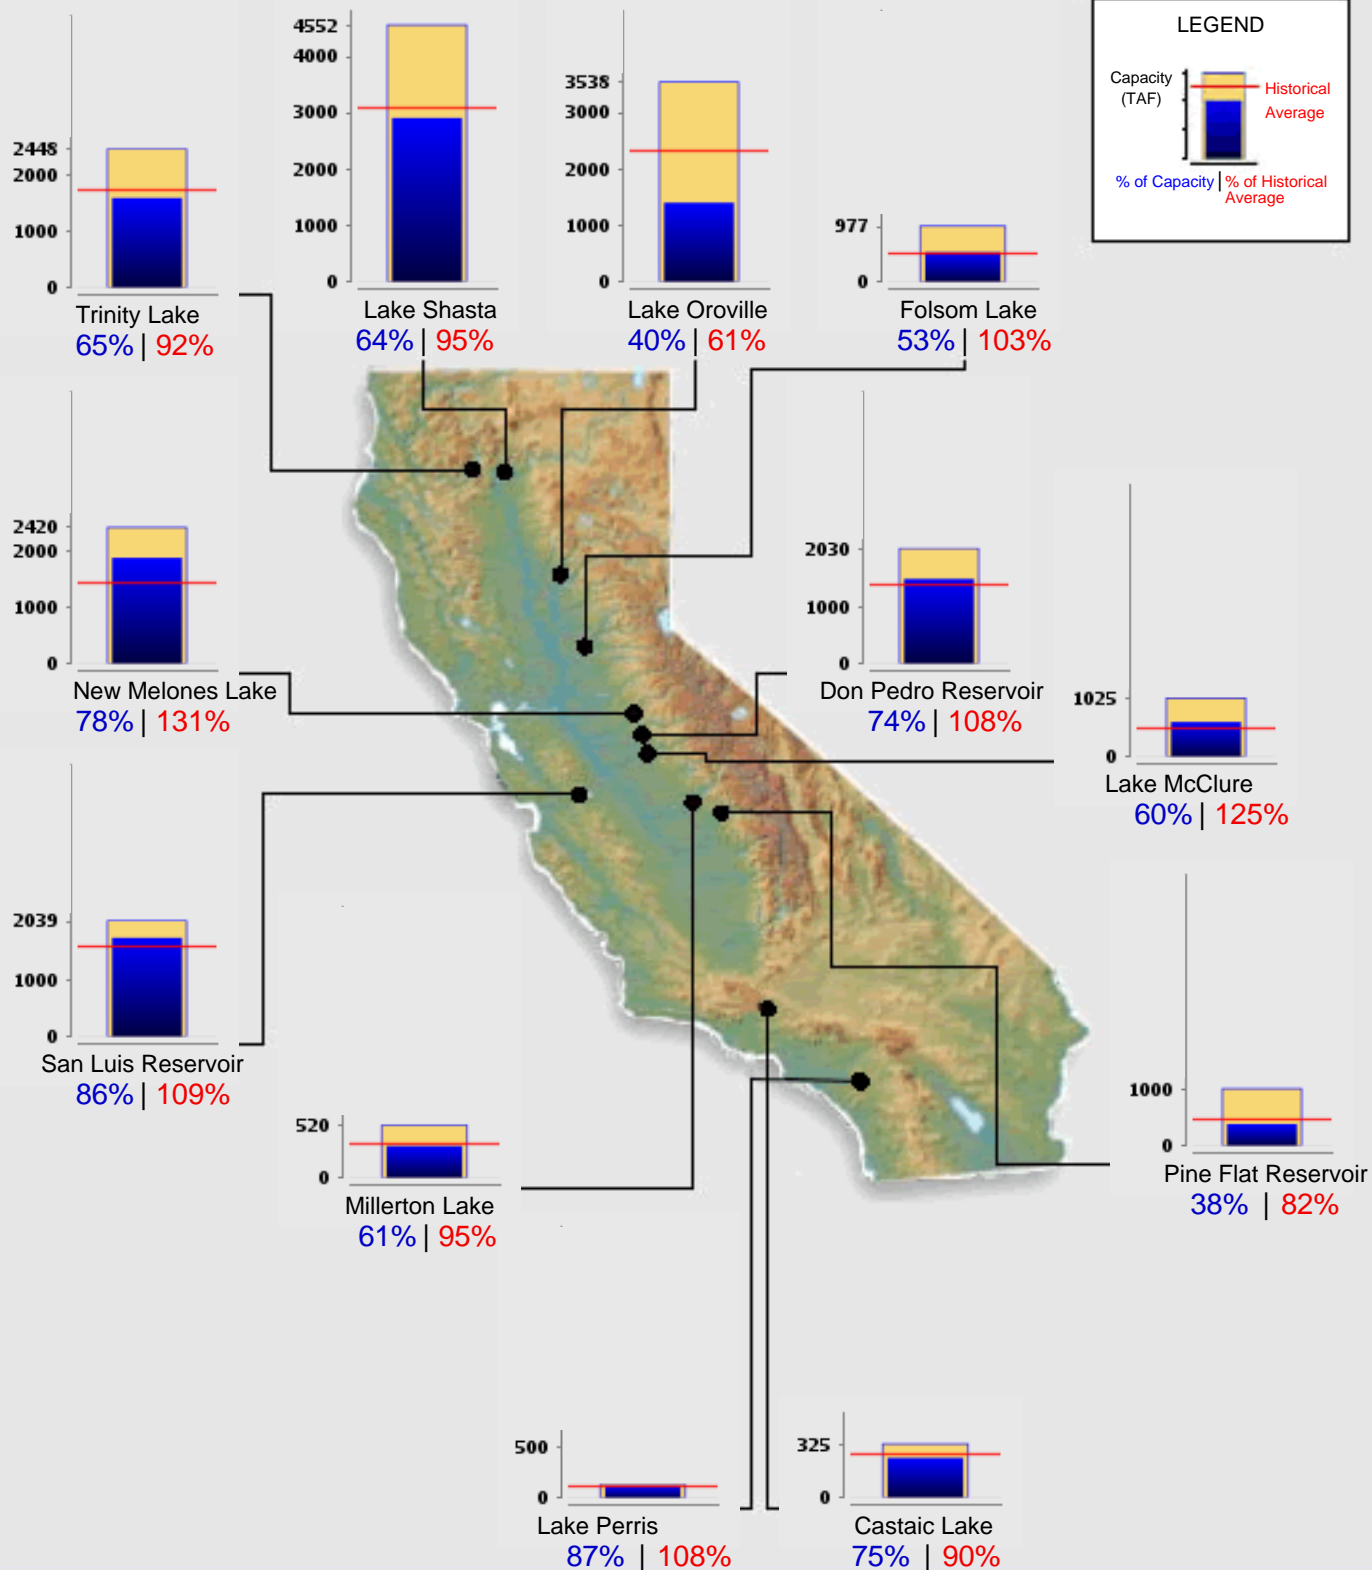 4552
4000
3000
2000
1000
0
Lake Shasta
64% | 95%
3538
3000
2000
1000
0
Lake Oroville
40% | 61%
LEGEND
Capacity
(TAF)
Historical
Average
% of Capacity | % of Historical
Average
2448
2000
1000
0
Trinity Lake
65% | 92%
977
0
Folsom Lake
53% | 103%
2420
2000
1000
0
New Melones Lake
78% | 131%
2030
1000
0
Don Pedro Reservoir
74% | 108%
1025
0
Lake McClure
60% | 125%
2039
1000
0
San Luis Reservoir
86% | 109%
520
0
Millerton Lake
61% | 95%
1000
0
Pine Flat Reservoir
38% | 82%
500
0
Lake Perris
87% | 108%
325
0
Castaic Lake
75% | 90%